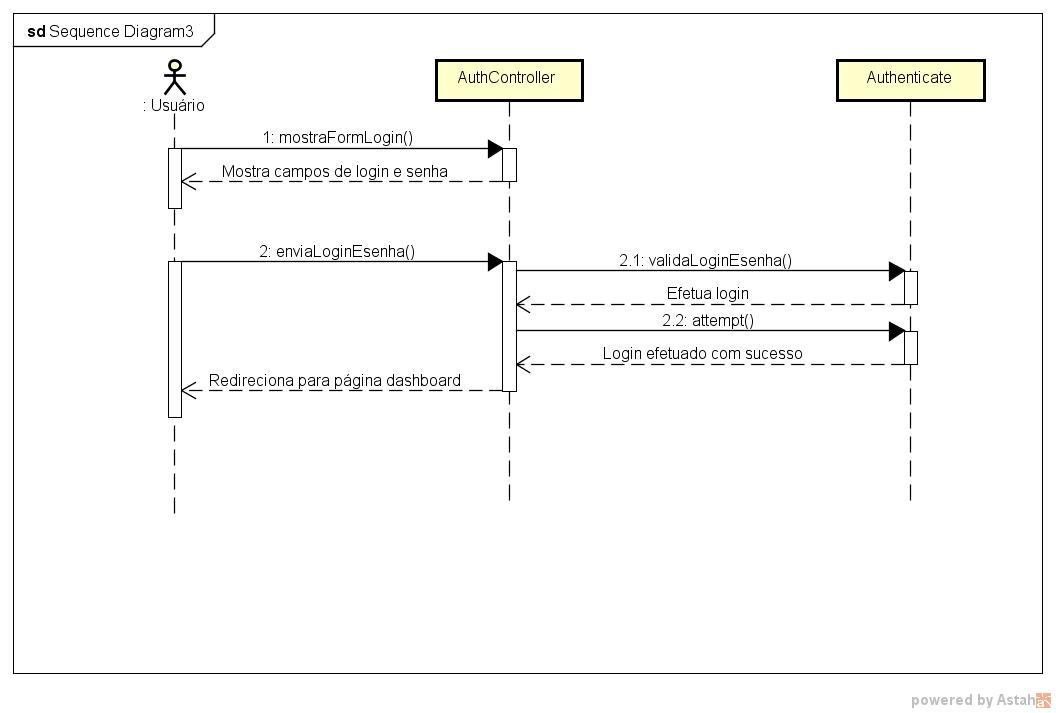 sd Sequence Diagram3
: Usuário
AuthController
Authenticate
1: mostraFormLogin()
Mostra campos de login e senha
2: enviaLoginEsenha()
2.1: validaLoginEsenha()
Efetua login
2.2: attempt()
Login efetuado com sucesso
Redireciona para página dashboard
powered by Astah